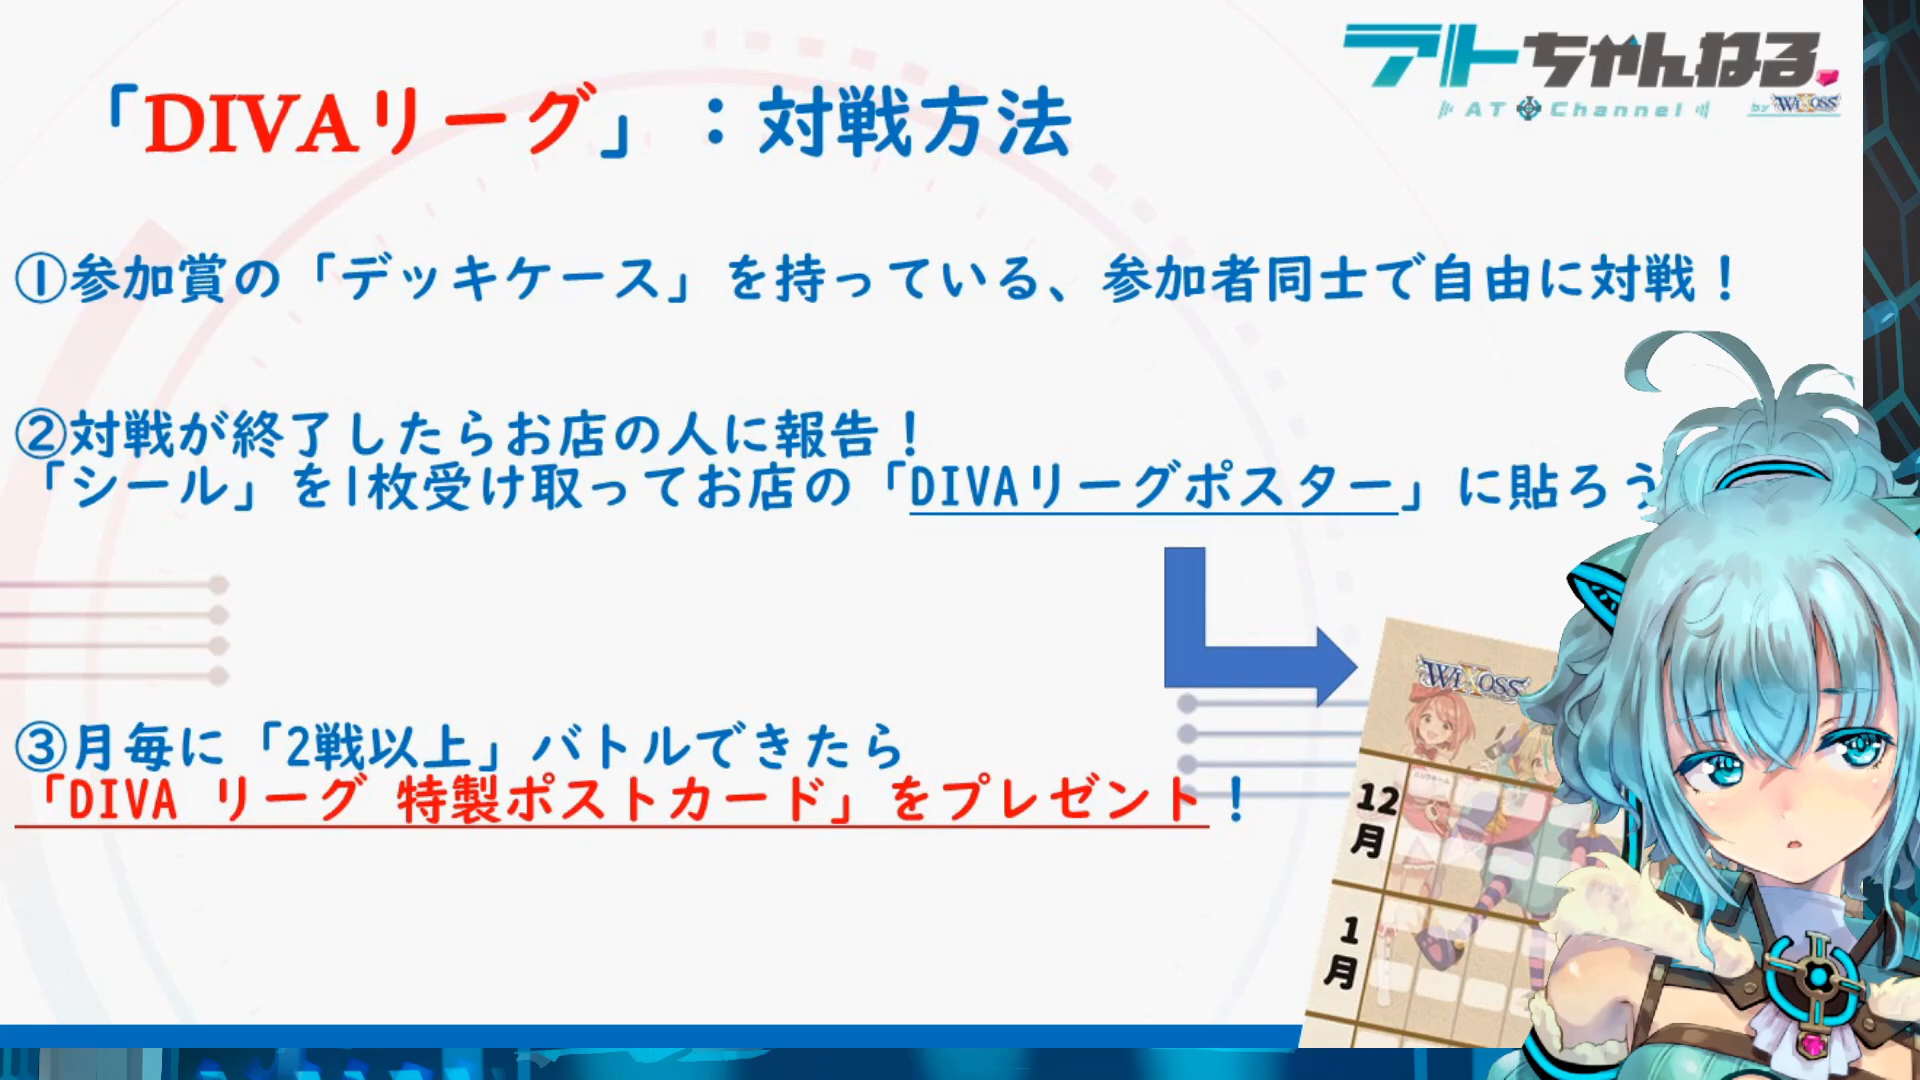 アトちゃんねる
AT Channel by WIXOSS
「DIVAリーグ」：対戦方法
①参加賞の「デッキケース」を持っている、参加者同士で自由に対戦！
②対戦が終了したらお店の人に報告！
「シール」を1枚受け取ってお店の「DIVAリーグポスター」に貼ろう
③月毎に「2戦以上」バトルできたら
「DIVA リーグ 特製ポストカード」をプレゼント！
WIXOSS
12
月
1
月